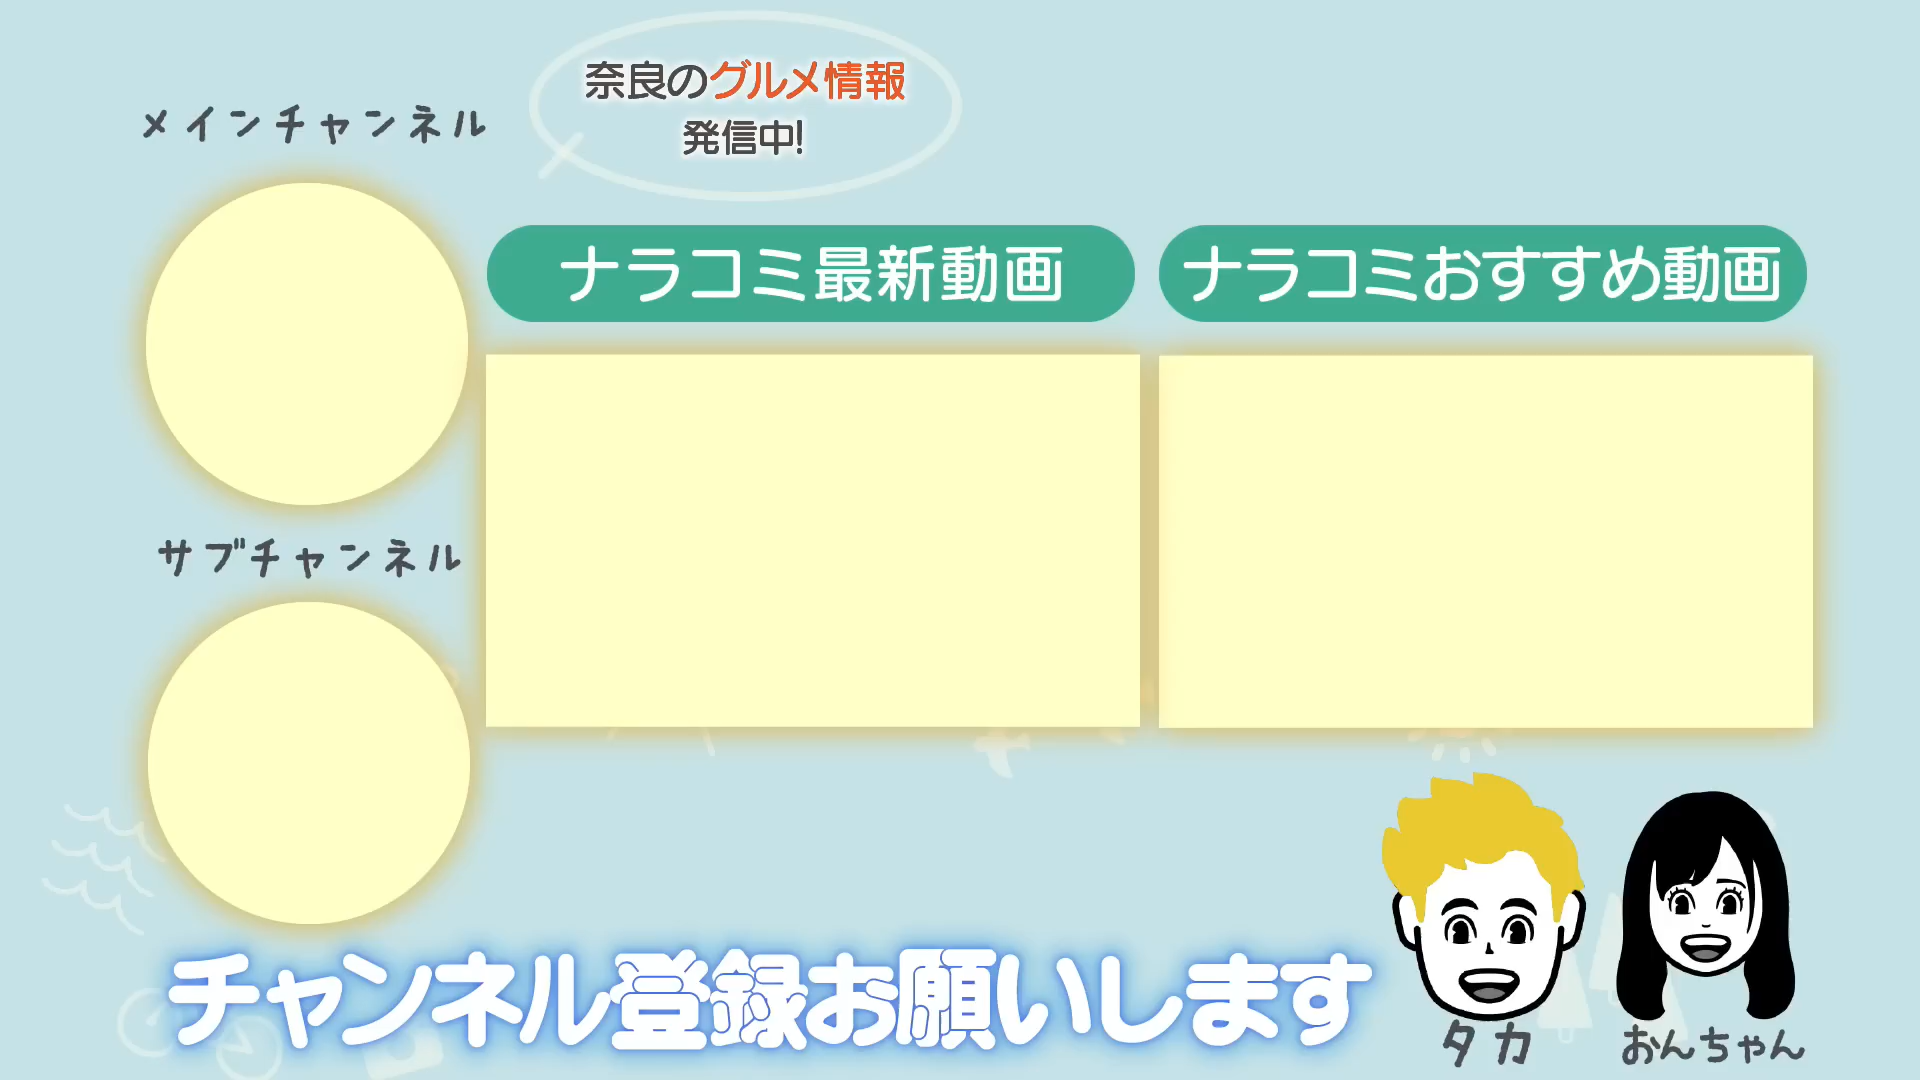 奈良のグルメ情報
発信中!
メインチャンネル
ナラコミ最新動画
ナラコミおすすめ動画
サブチャンネル
チャンネル登録お願いします
タカ
おんちゃん